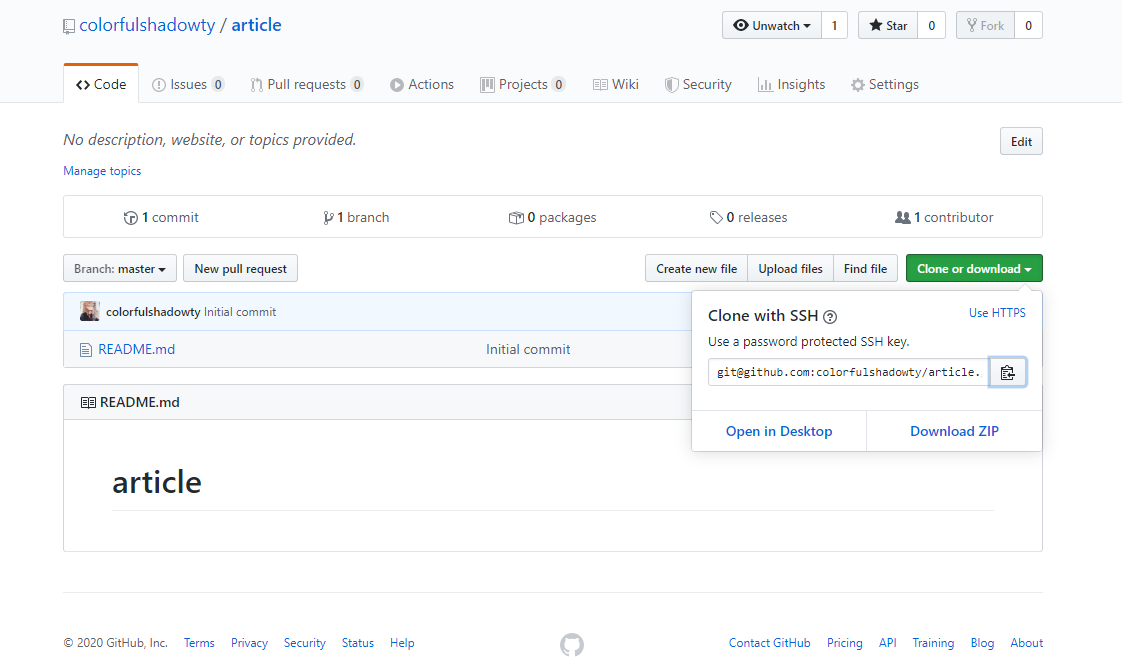 colorfulshadowty / article
Unwatch 1 Star 0 Fork 0
Code Issues 0 Pull requests 0 Actions Projects 0 Wiki Security Insights Settings
No description, website, or topics provided.
Edit
Manage topics
1 commit 1 branch 0 packages 0 releases 1 contributor
Branch: master New pull request Create new file Upload files Find file Clone or download
colorfulshadowty Initial commit
README.md Initial commit
Clone with SSH ? Use HTTPS
Use a password protected SSH key.
git@github.com:colorfulshadowty/article.
Open in Desktop Download ZIP
README.md
article
© 2020 GitHub, Inc. Terms Privacy Security Status Help Contact GitHub Pricing API Training Blog About